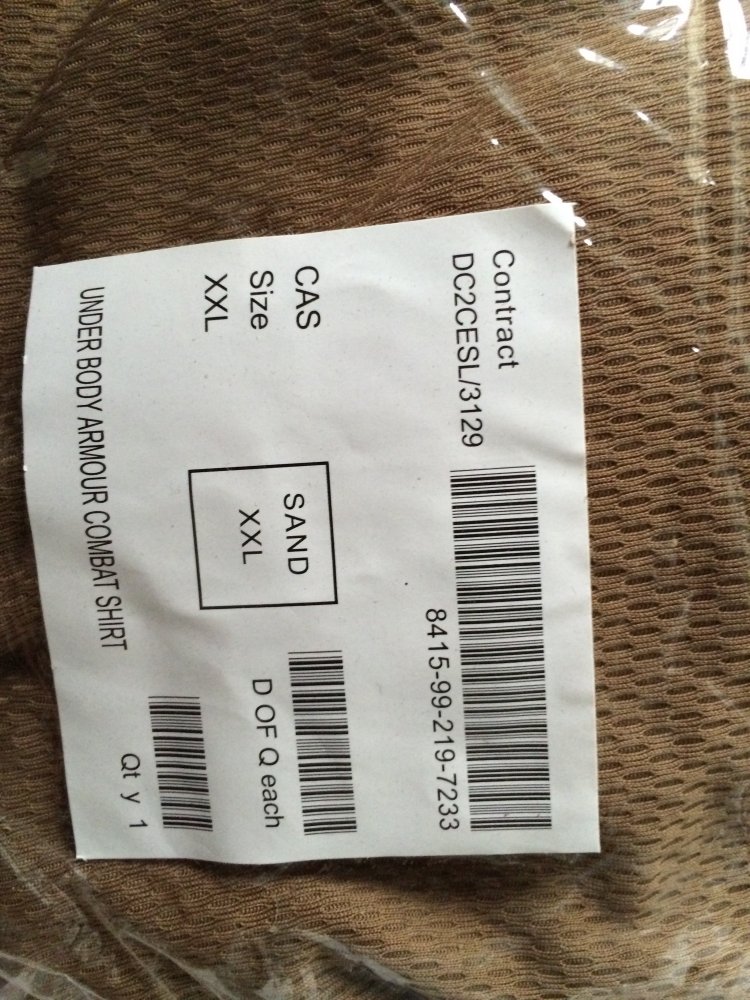 Contract
DC2CESL/3129
8415-99-219-7233
CAS
Size
XXL
SAND
XXL
D OF Q each
UNDER BODY ARMOUR COMBAT SHIRT
Qt y 1